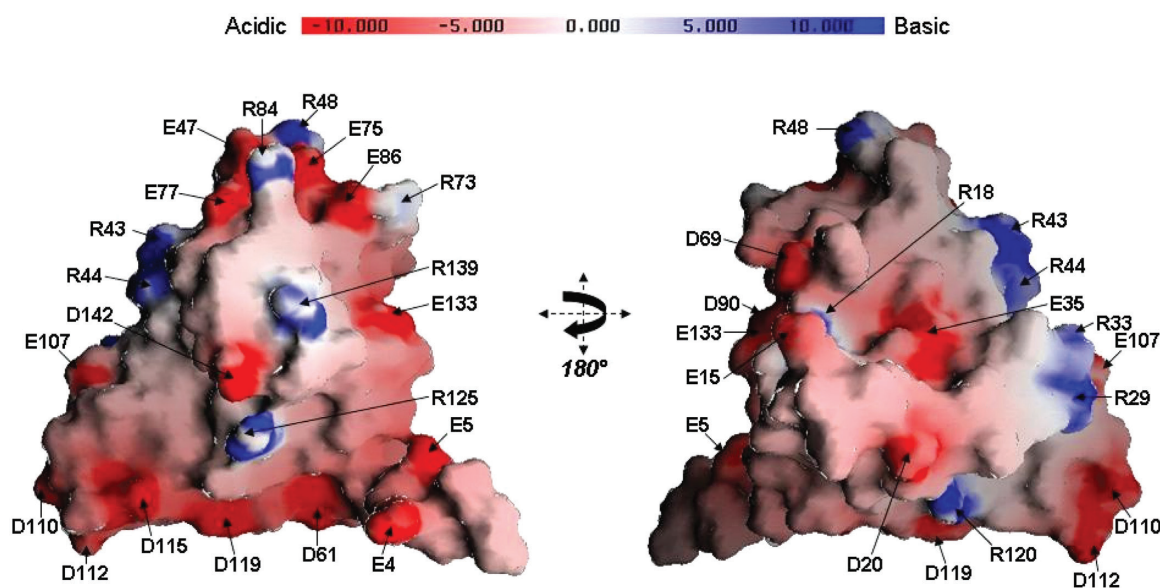 Acidic -10.000 -5.000 0.000 5.000 10.000 Basic
R84 R48
E47 E75
E86
E77 R73
R43
R44 R139
D142 E133
E107
R125
E5
D110
D112 D115 D119 D61 E4
180º
R48
R18
R43
D69
R44
D90 E35
E133 R33
E107
E15
R29
E5
D110
D20 D119 R120 D112